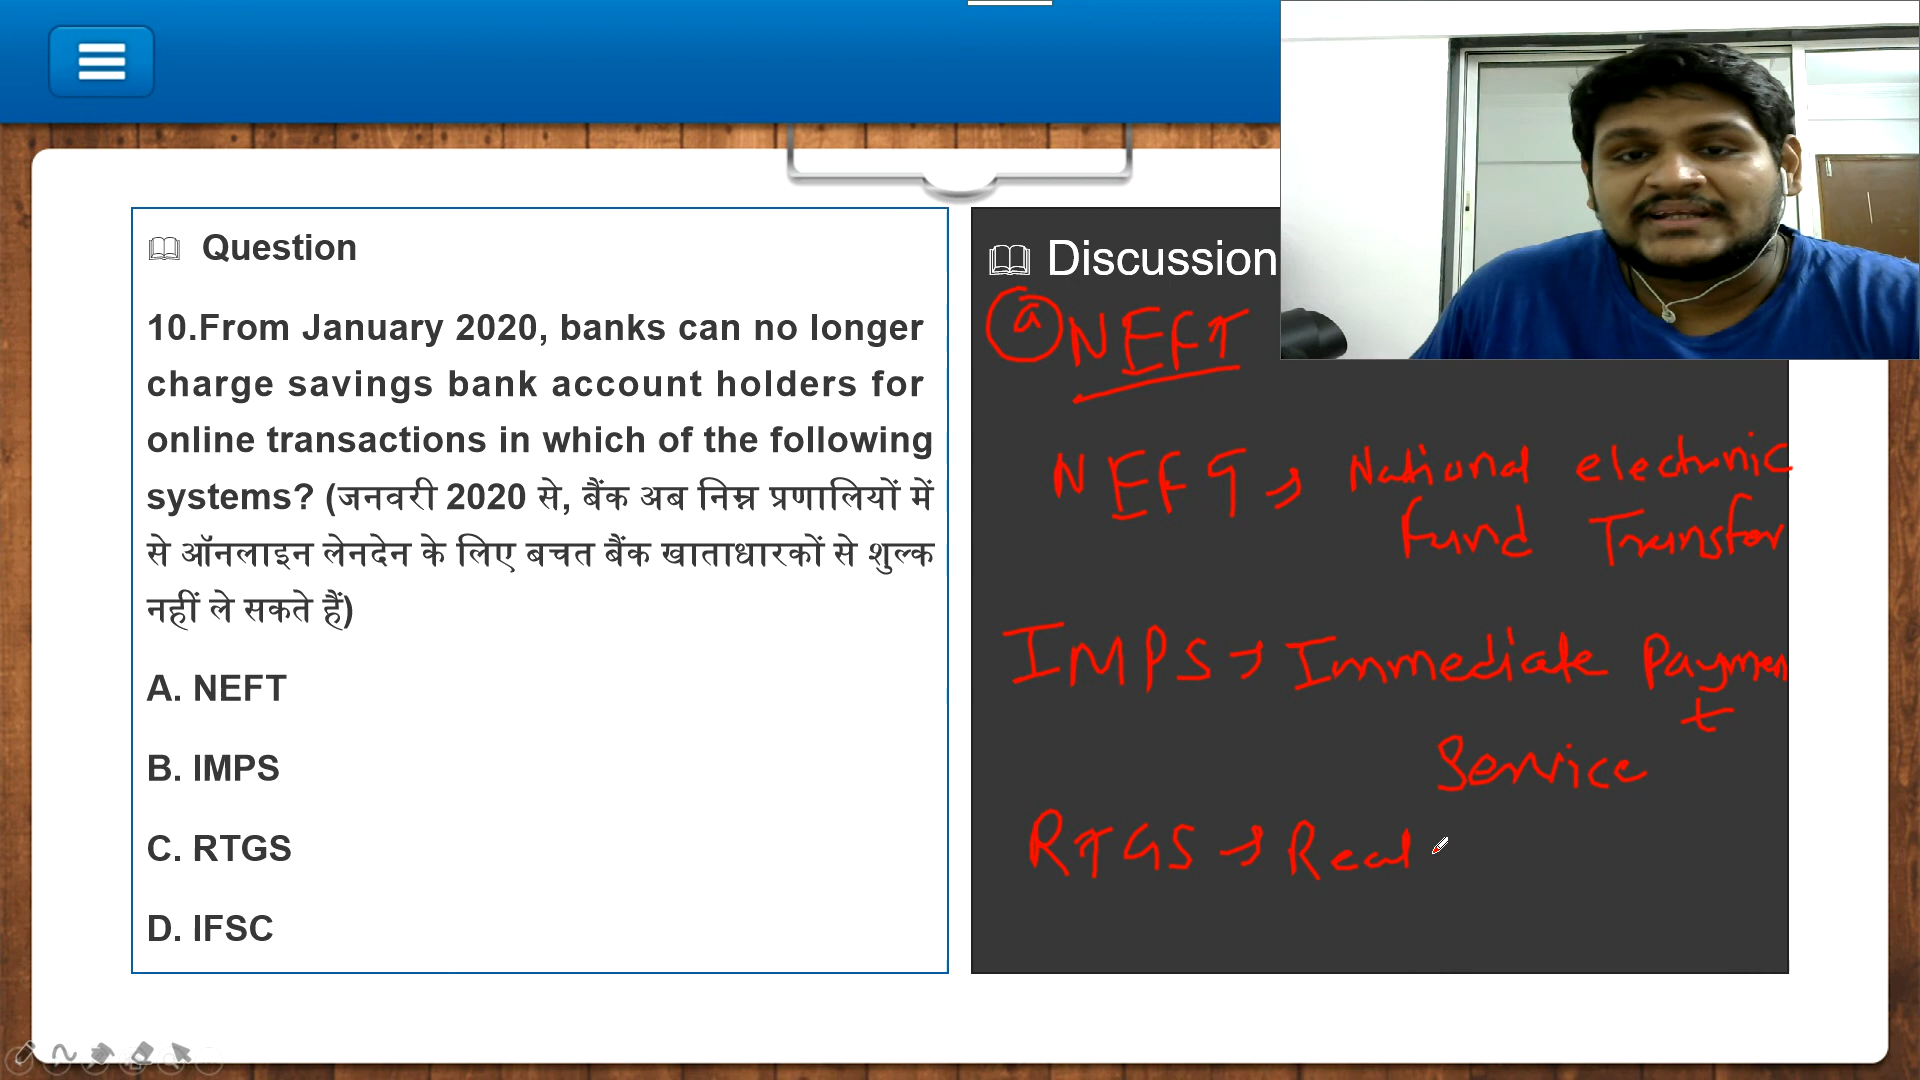 Question
10.From January 2020, banks can no longer
charge savings bank account holders for
online transactions in which of the following
systems? (जनवरी 2020 से, बैंक अब निम्न प्रणालियों में
से ऑनलाइन लेनदेन के लिए बचत बैंक खाताधारकों से शुल्क
नहीं ले सकते हैं)
A. NEFT
B. IMPS
C. RTGS
D. IFSC
Discussion
a NEFT
NEFT → National electronic
Fund Transfer
IMPS → Immediate Payment
Service
RTGS → Real